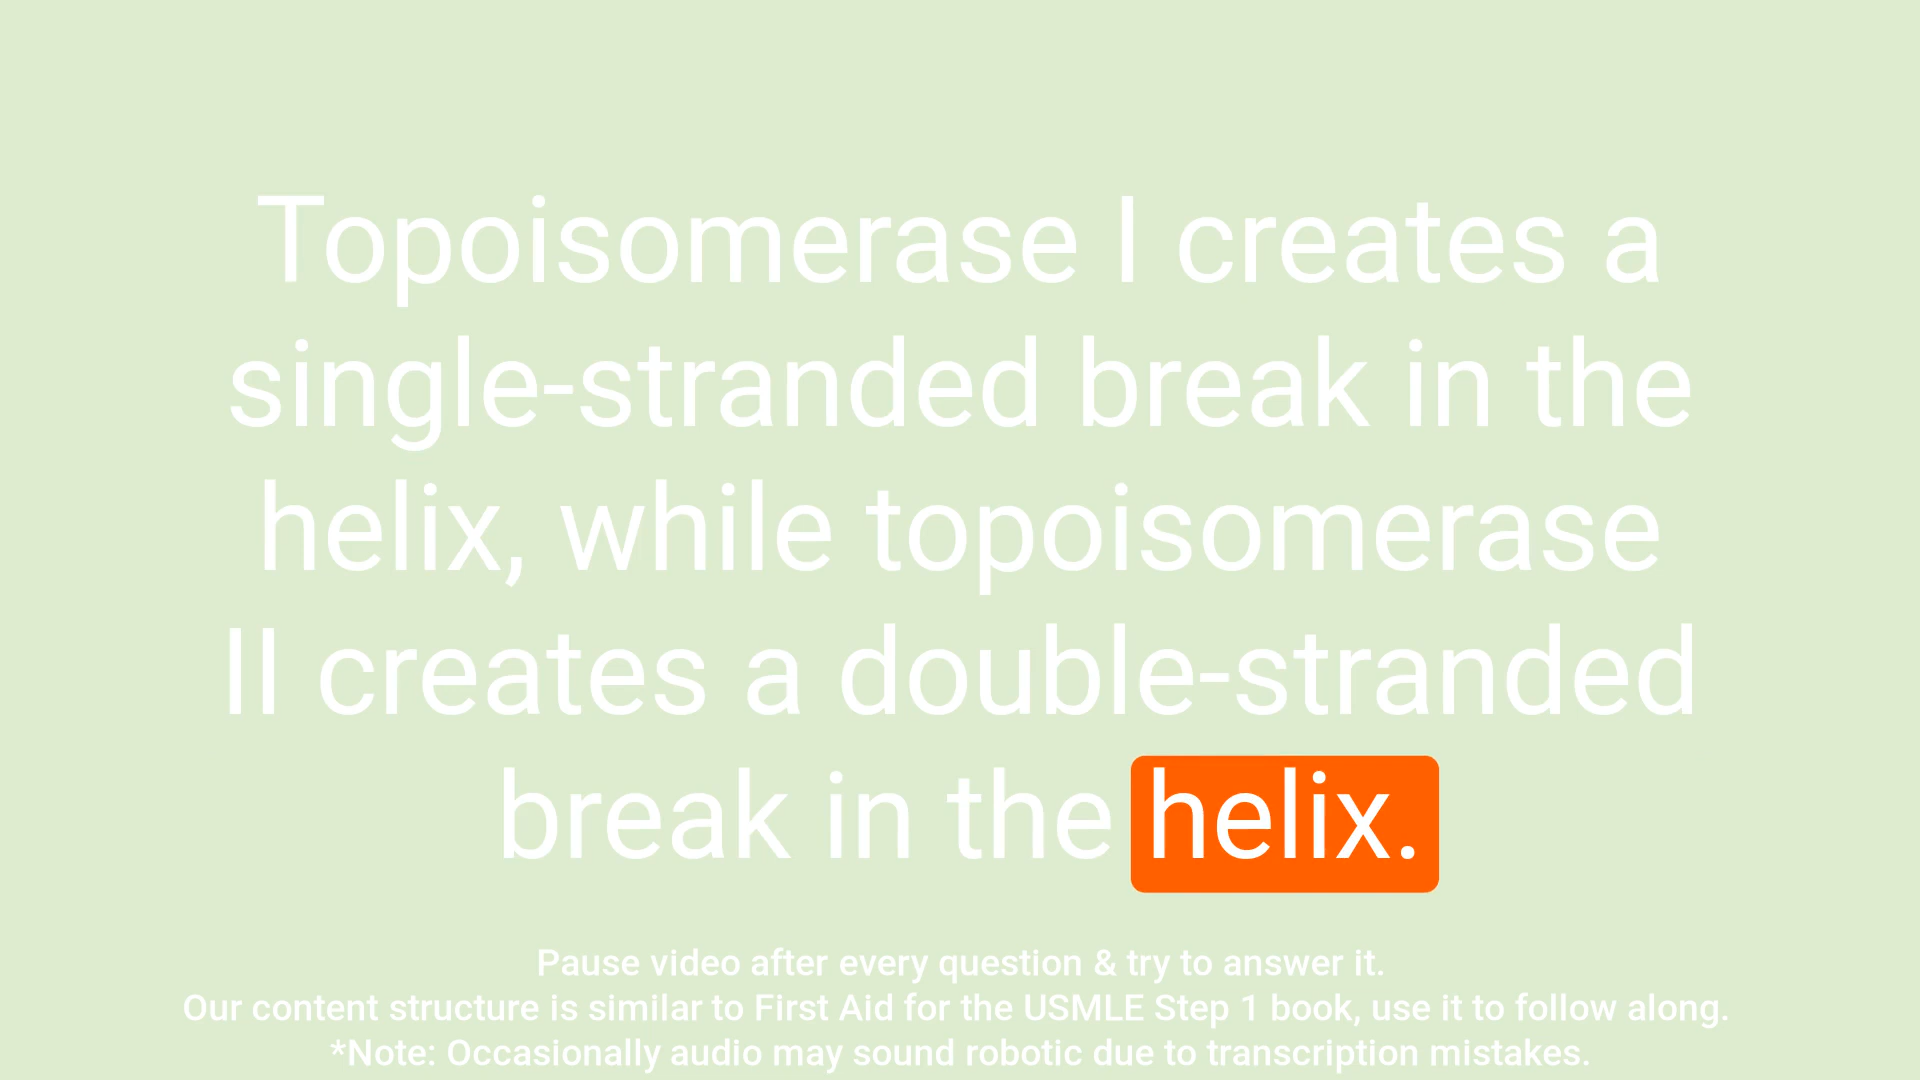 Topoisomerase I creates a
single-stranded break in the
helix, while topoisomerase
II creates a double-stranded
break in the helix.
Pause video after every question & try to answer it.
Our content structure is similar to First Aid for the USMLE Step 1 book, use it to follow along.
*Note: Occasionally audio may sound robotic due to transcription mistakes.